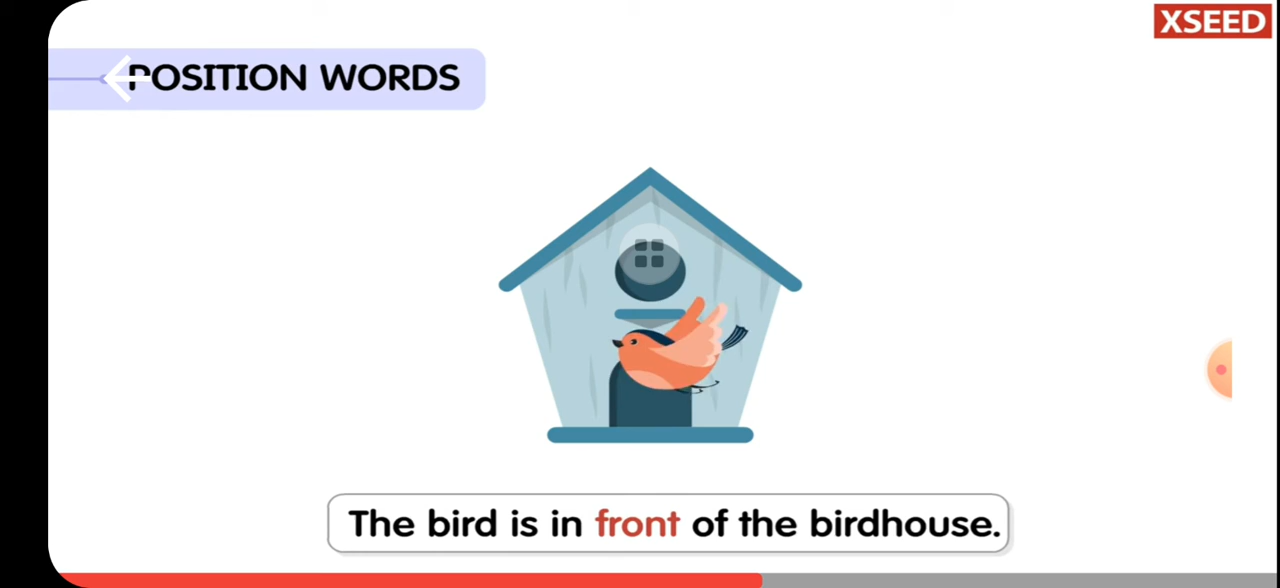 XSEED
POSITION WORDS
The bird is in front of the birdhouse.